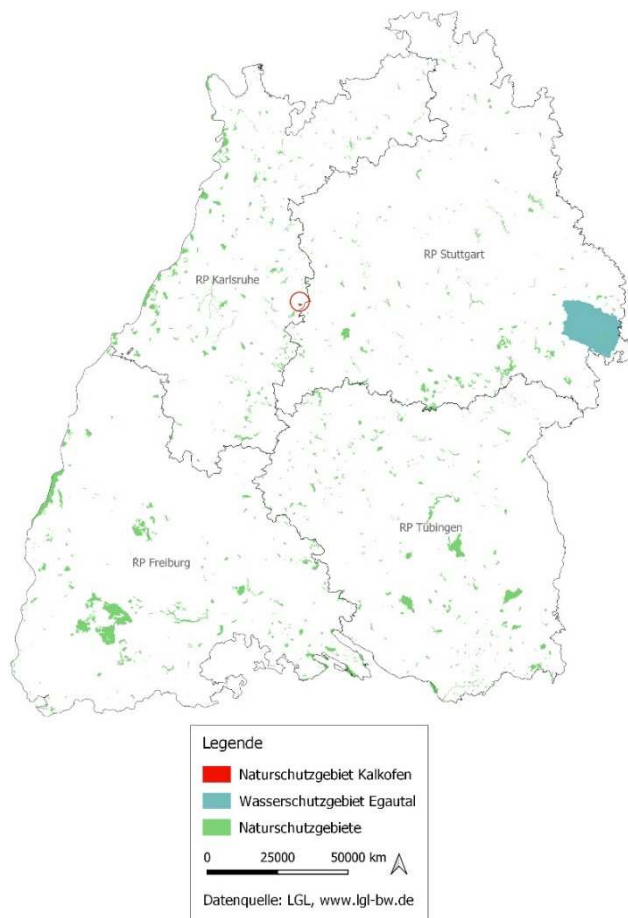 RP Stuttgart
RP Karlsruhe
RP Tübingen
RP Freiburg
Legende
Naturschutzgebiet Kalkofen
Wasserschutzgebiet Egautal
Naturschutzgebiete
0 25000 50000 km
Datenquelle: LGL, www.lgl-bw.de